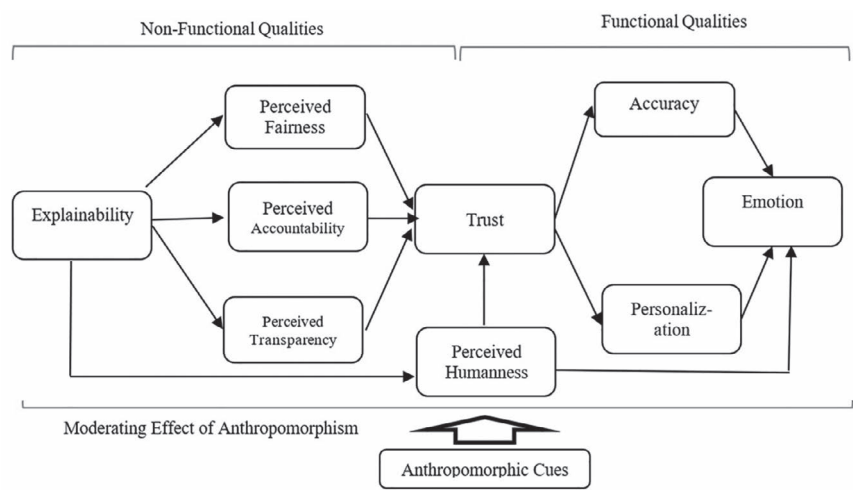 Non-Functional Qualities
Functional Qualities
Perceived
Fairness
Accuracy
Explainability
Perceived
Accountability
Trust
Emotion
Perceived
Transparency
Personaliz-
ation
Perceived
Humanness
Moderating Effect of Anthropomorphism
Anthropomorphic Cues